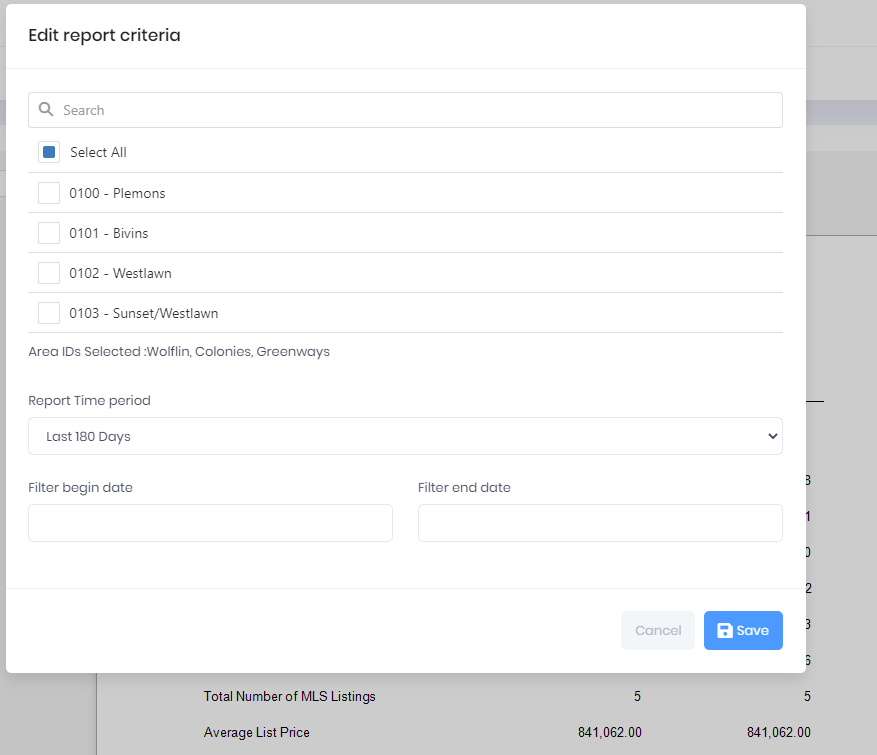 Edit report criteria
Search
Select All
0100 - Plemons
0101 - Bivins
0102 - Westlawn
0103 - Sunset/Westlawn
Area IDs Selected :Wolflin, Colonies, Greenways
Report Time period
Last 180 Days
Filter begin date Filter end date
3
1
0
2
3
6
Cancel Save
Total Number of MLS Listings 5 5
Average List Price 841,062.00 841,062.00